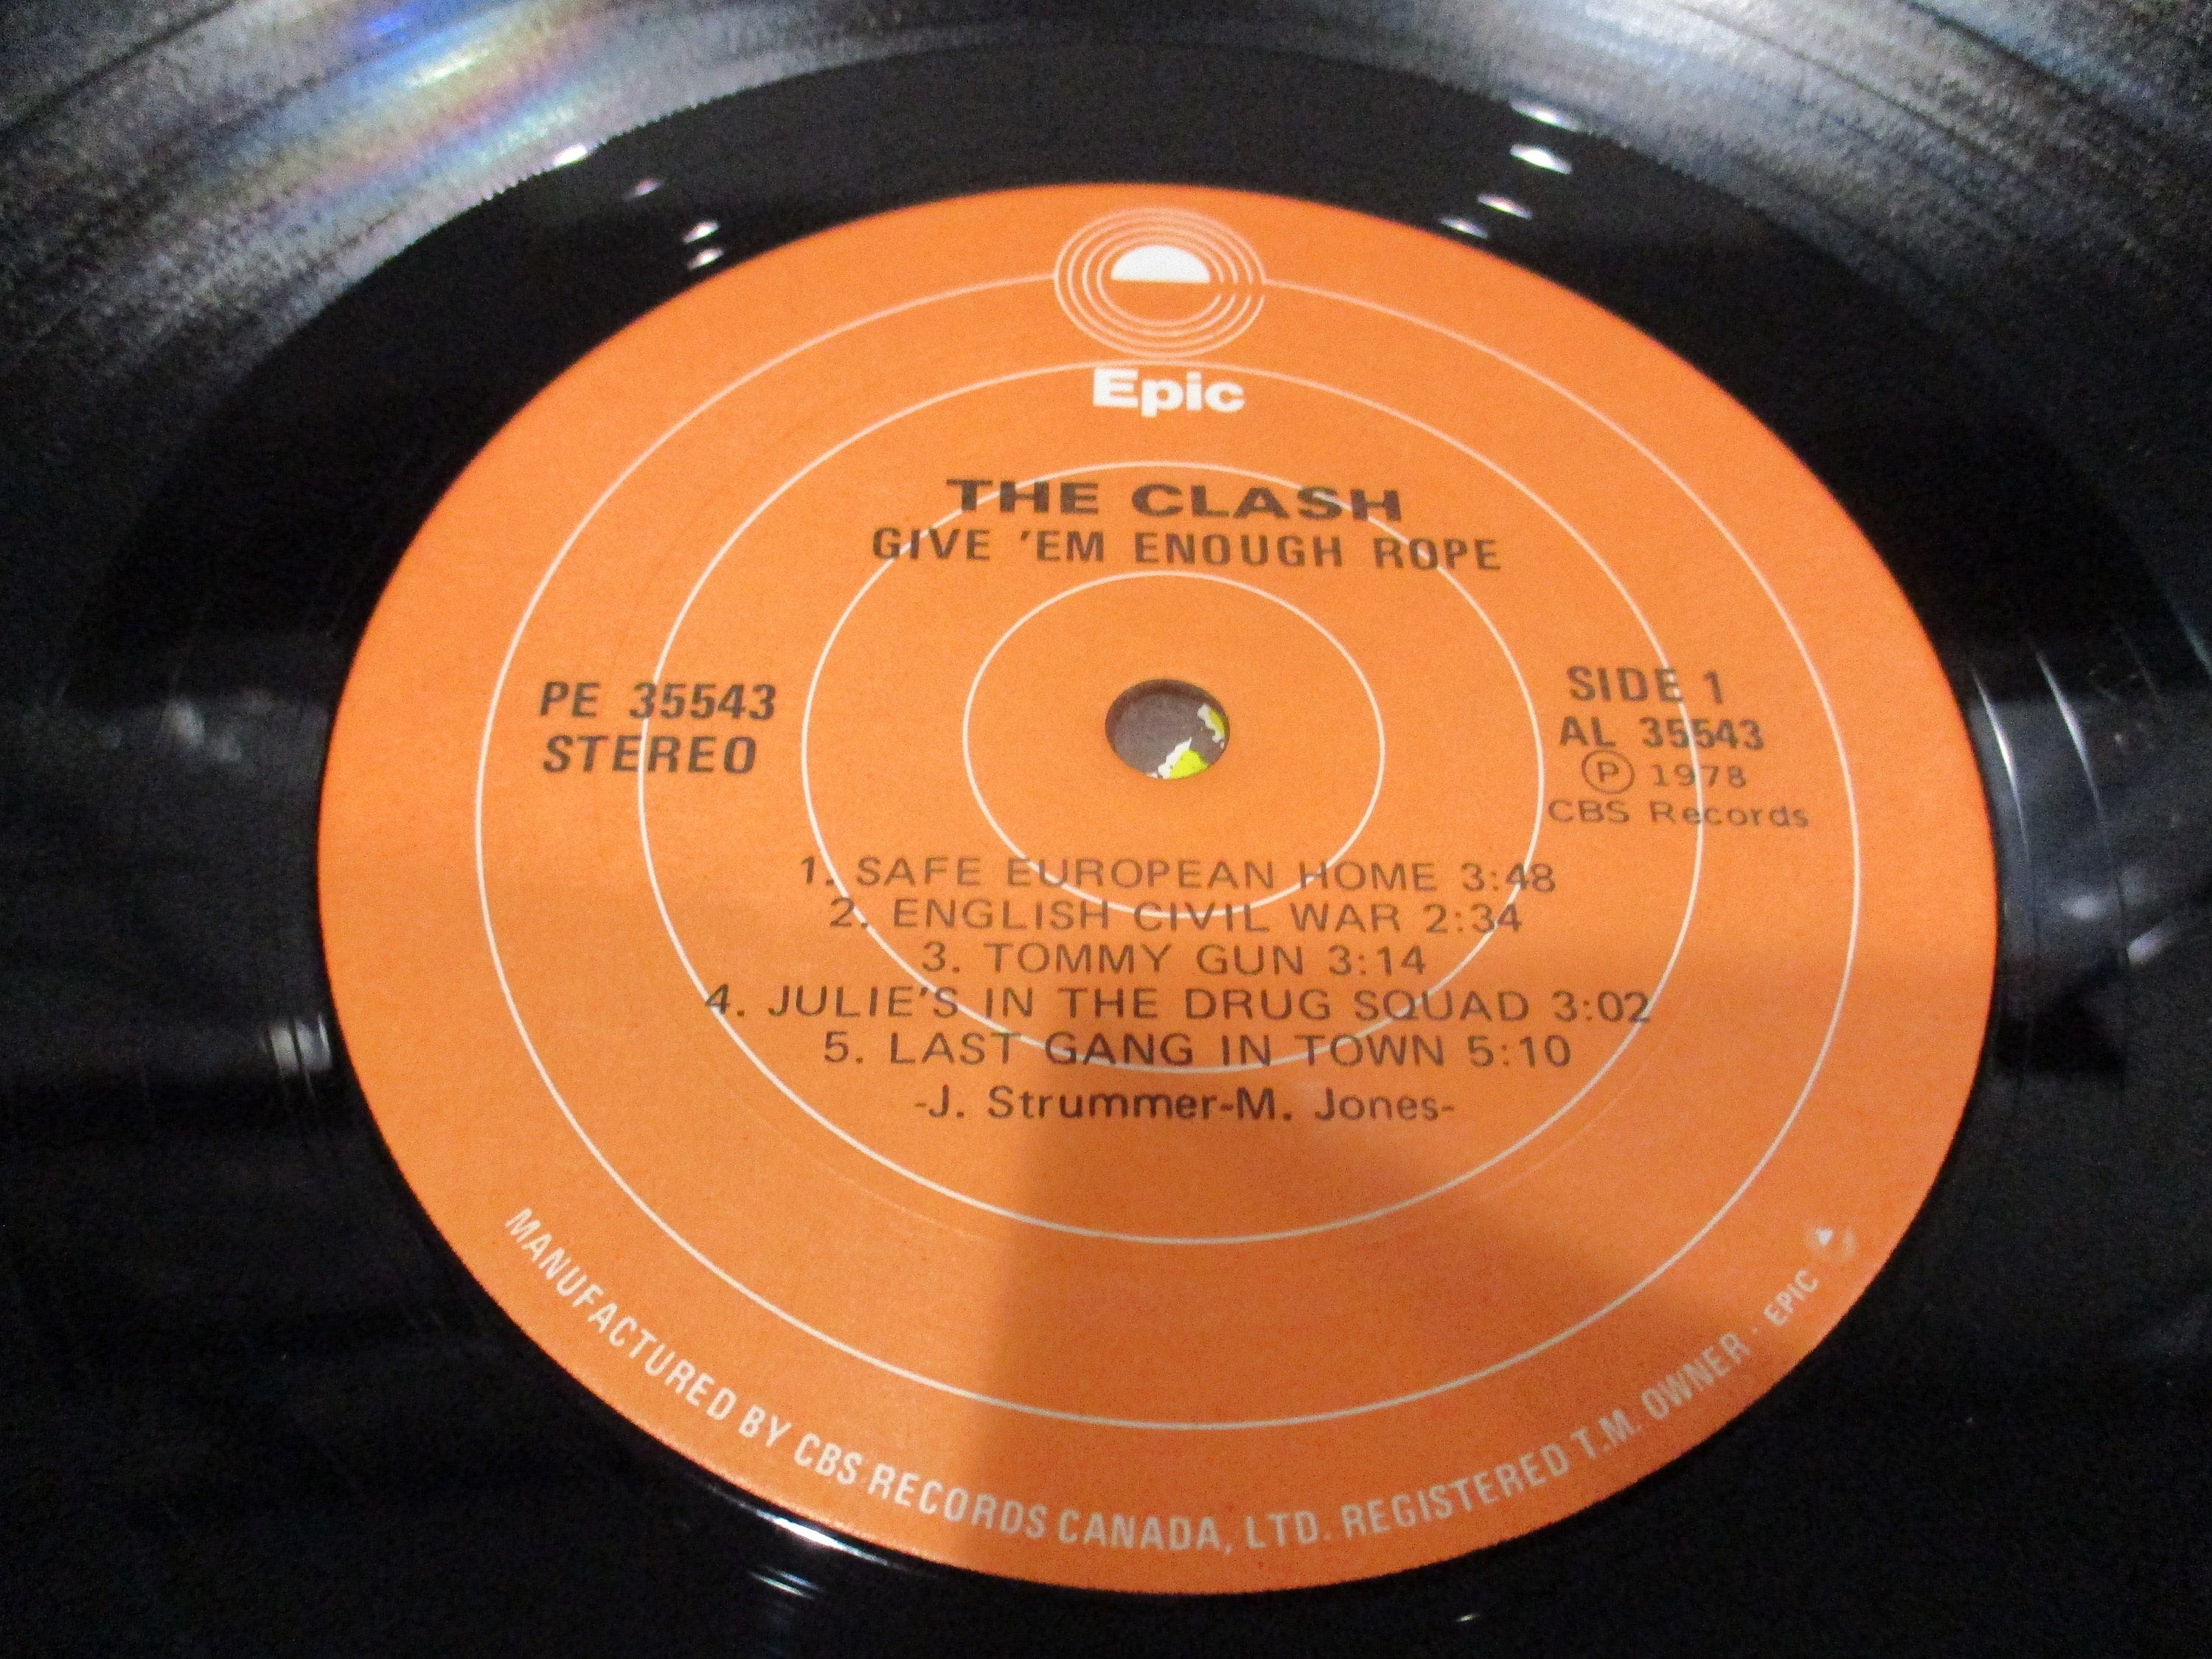 Epic
THE CLASH
GIVE 'EM ENOUGH ROPE
PE 35543
STEREO
SIDE 1
AL 35543
Ⓟ 1978
CBS Records
1. SAFE EUROPEAN HOME 3:48
2. ENGLISH CIVIL WAR 2:34
3. TOMMY GUN 3:14
4. JULIE'S IN THE DRUG SQUAD 3:02
5. LAST GANG IN TOWN 5:10
-J. Strummer-M. Jones-
MANUFACTURED BY CBS RECORDS CANADA, LTD. REGISTERED T.M. OWNER · EPIC